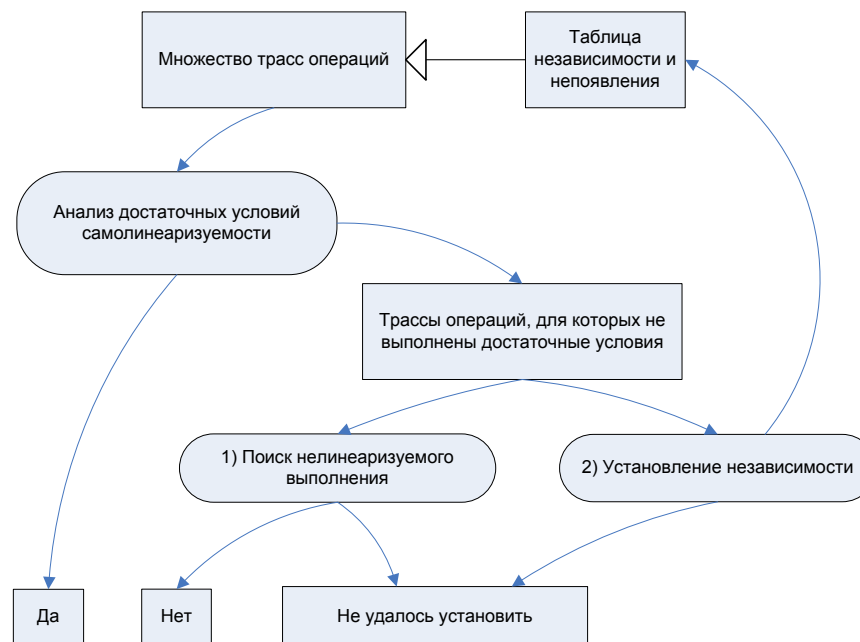 Множество трасс операций
Таблица
независимости и
непоявления
Анализ достаточных условий
самолинеаризуемости
Трассы операций, для которых не
выполнены достаточные условия
1) Поиск нелинеаризуемого
выполнения
2) Установление независимости
Да
Нет
Не удалось установить